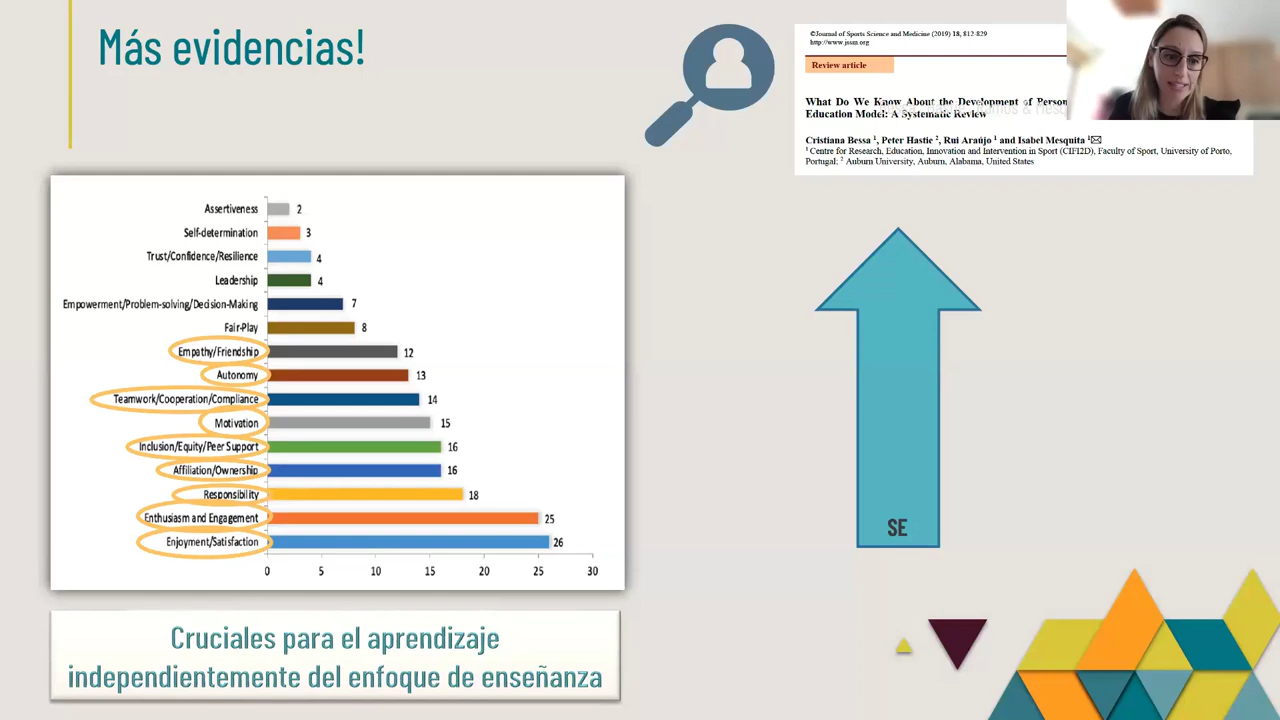 Más evidencias!
©Journal of Sports Science and Medicine (2019) 18, 812-829
http://www.jssm.org
Review article
What Do We Know About the Development of Person
Education Model: A Systematic Review
Cristiana Bessa 1, Peter Hastie 2, Rui Araújo 1 and Isabel Mesquita 1✉
1 Centre for Research, Education, Innovation and Intervention in Sport (CIFI2D), Faculty of Sport, University of Porto,
Portugal; 2 Auburn University, Auburn, Alabama, United States
Assertiveness 2
Self-determination 3
Trust/Confidence/Resilience 4
Leadership 4
Empowerment/Problem-solving/Decision-Making 7
Fair-Play 8
Empathy/Friendship 12
Autonomy 13
Teamwork/Cooperation/Compliance 14
Motivation 15
Inclusion/Equity/Peer Support 16
Affiliation/Ownership 16
Responsibility 18
Enthusiasm and Engagement 25
Enjoyment/Satisfaction 26
0 5 10 15 20 25 30
SE
Cruciales para el aprendizaje
independientemente del enfoque de enseñanza